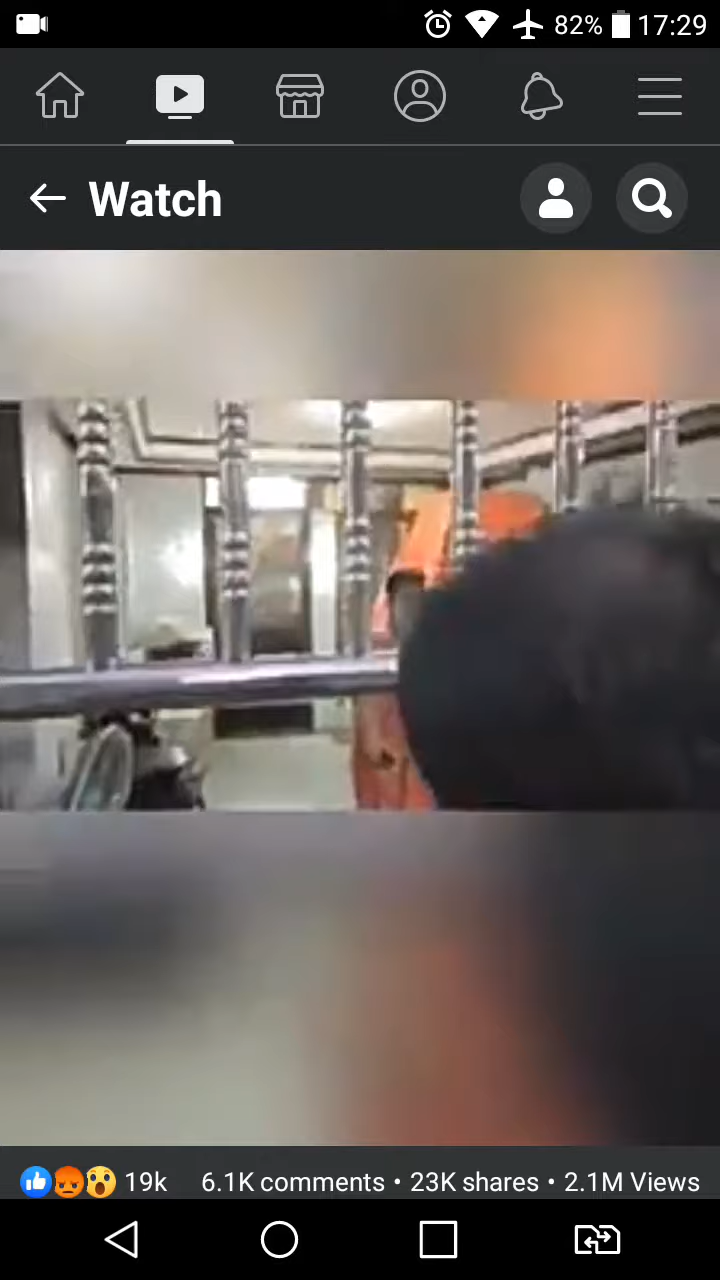 82% 17:29
Watch
19k 6.1K comments • 23K shares • 2.1M Views